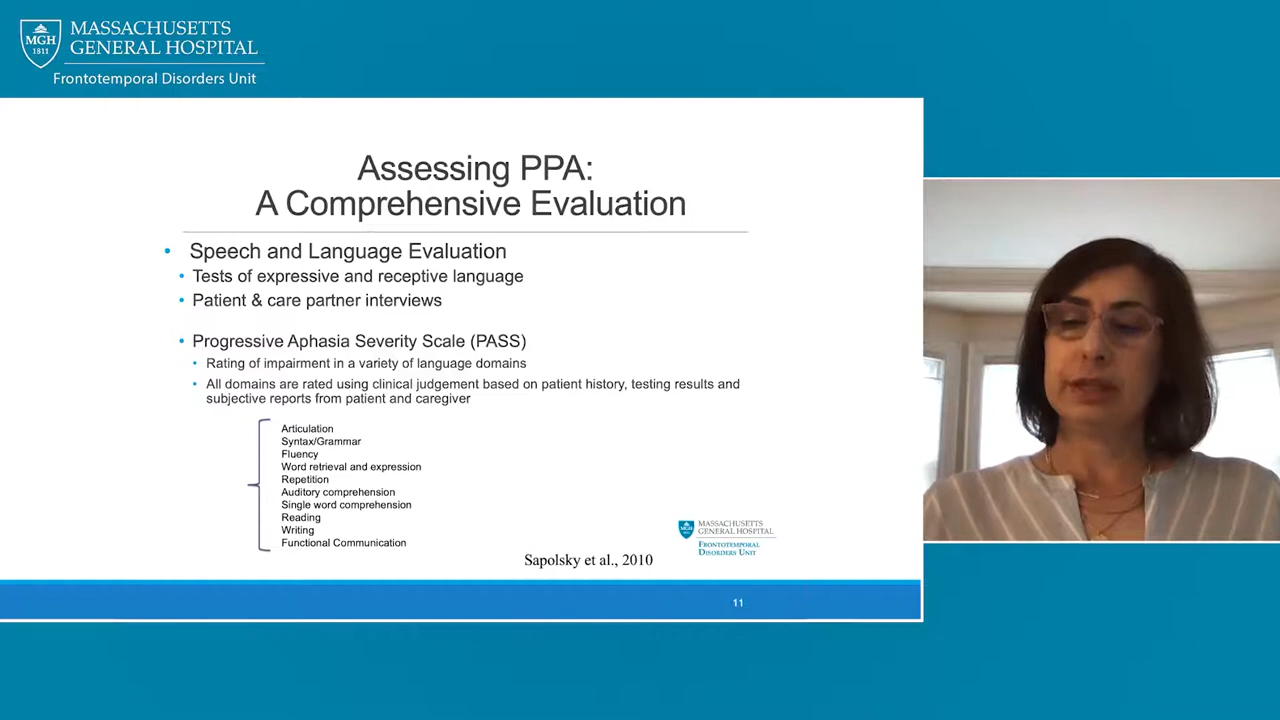 MASSACHUSETTS
GENERAL HOSPITAL
MGH
1811
Frontotemporal Disorders Unit
Assessing PPA:
A Comprehensive Evaluation
• Speech and Language Evaluation
• Tests of expressive and receptive language
• Patient & care partner interviews
• Progressive Aphasia Severity Scale (PASS)
• Rating of impairment in a variety of language domains
• All domains are rated using clinical judgement based on patient history, testing results and
subjective reports from patient and caregiver
Articulation
Syntax/Grammar
Fluency
Word retrieval and expression
Repetition
Auditory comprehension
Single word comprehension
Reading
Writing
Functional Communication
MGH
MASSACHUSETTS
GENERAL HOSPITAL
FRONTOTEMPORAL
DISORDERS UNIT
Sapolsky et al., 2010
11